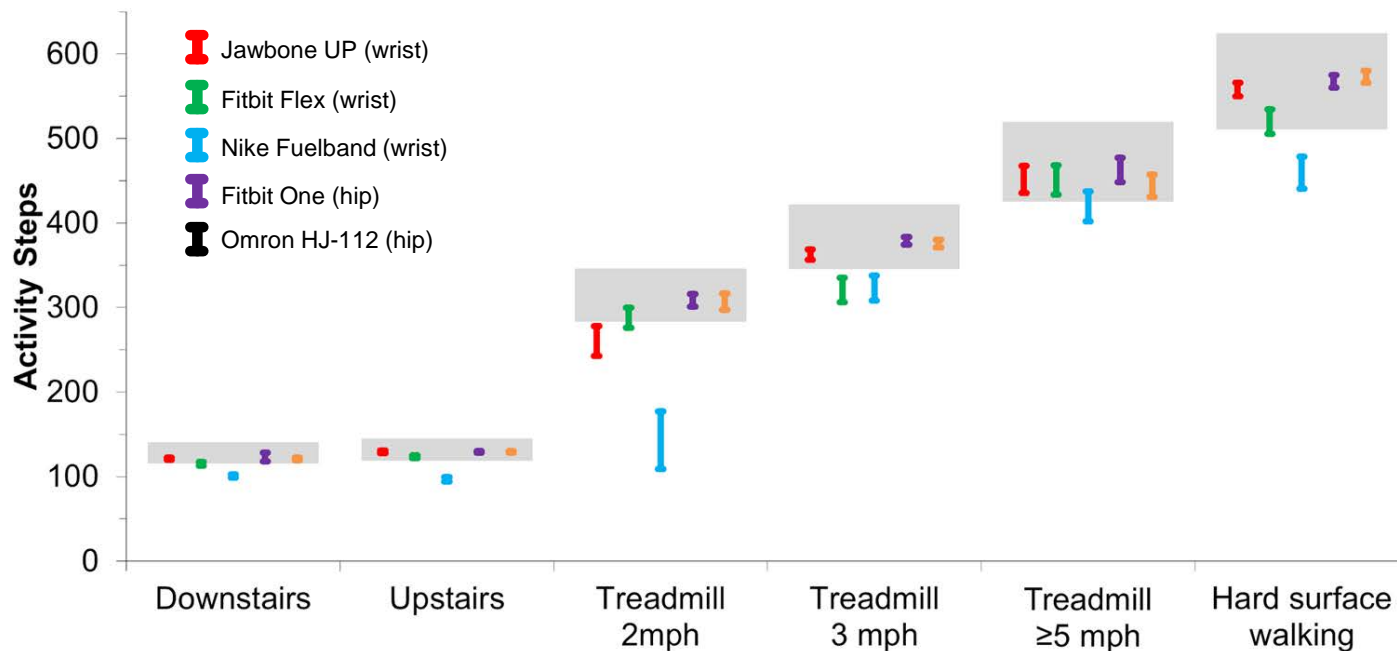 Activity Steps
600
500
400
300
200
100
0
Jawbone UP (wrist)
Fitbit Flex (wrist)
Nike Fuelband (wrist)
Fitbit One (hip)
Omron HJ-112 (hip)
Downstairs
Upstairs
Treadmill
2mph
Treadmill
3 mph
Treadmill
≥5 mph
Hard surface
walking